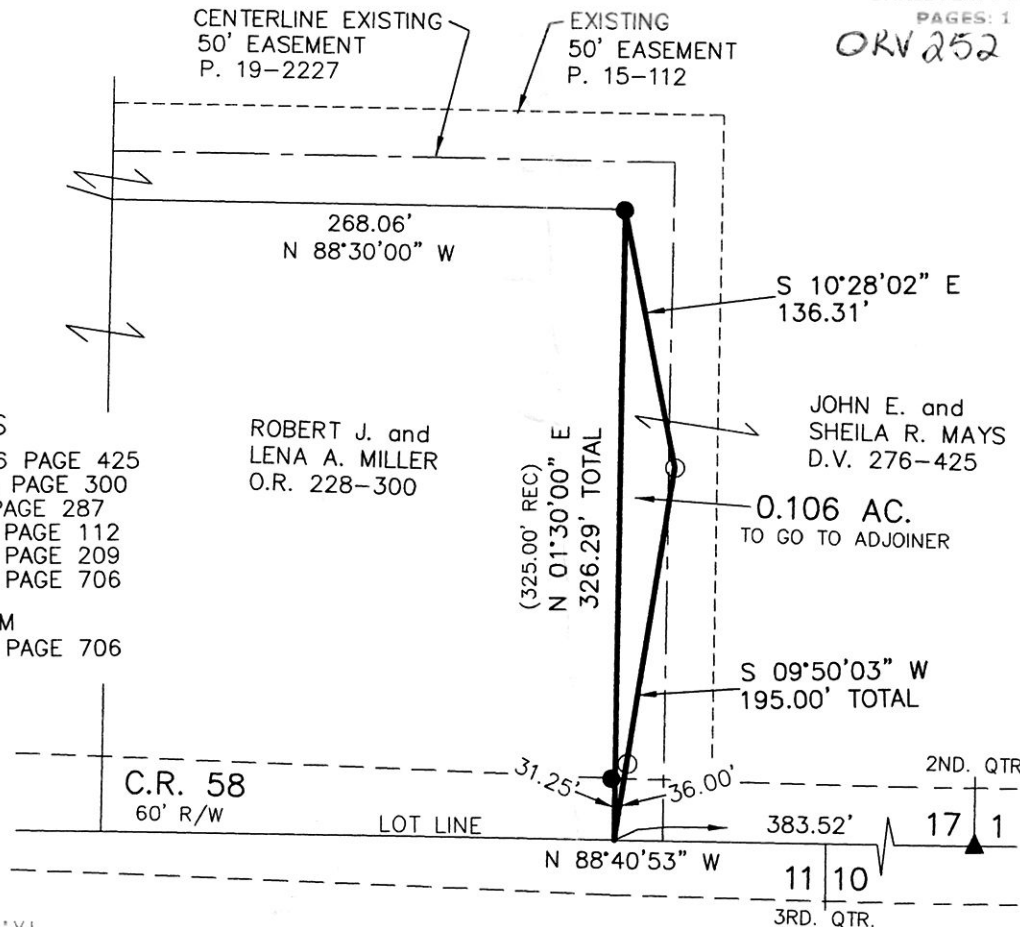 PAGES: 1
ORV 252
CENTERLINE EXISTING
50' EASEMENT
P. 19-2227
EXISTING
50' EASEMENT
P. 15-112
268.06'
N 88°30'00" W
S 10°28'02" E
136.31'
ROBERT J. and
LENA A. MILLER
O.R. 228-300
JOHN E. and
SHEILA R. MAYS
D.V. 276-425
S
6 PAGE 425
PAGE 300
PAGE 287
PAGE 112
PAGE 209
PAGE 706
M
PAGE 706
(325.00' REC)
N 01°30'00" E
326.29' TOTAL
0.106 AC.
TO GO TO ADJOINER
S 09°50'03" W
195.00' TOTAL
31.25'
36.00'
C.R. 58
60' R/W
LOT LINE
383.52'
N 88°40'53" W
2ND. QTR
17 1
11 10
3RD. QTR.